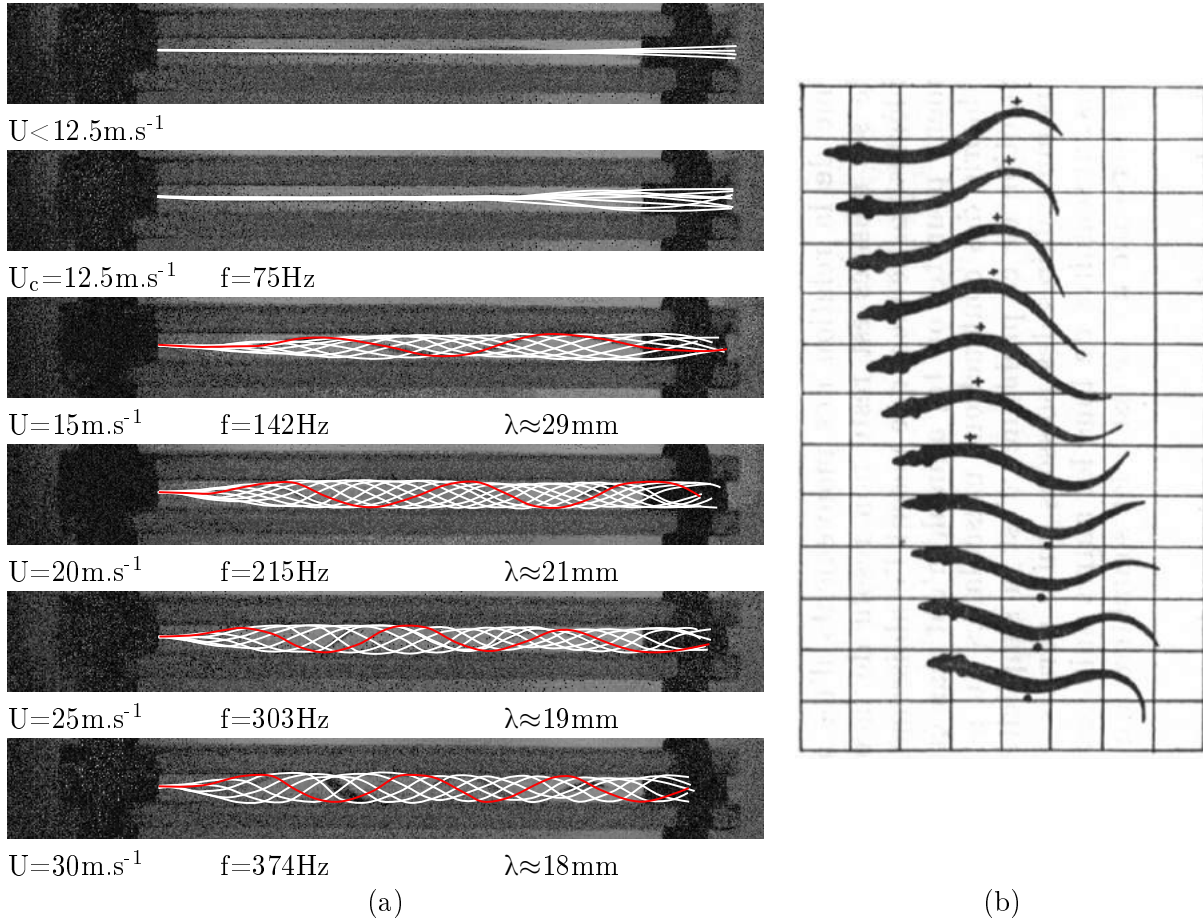 U<12.5m.s-1
Uc=12.5m.s-1 f=75Hz
U=15m.s-1 f=142Hz λ≈29mm
U=20m.s-1 f=215Hz λ≈21mm
U=25m.s-1 f=303Hz λ≈19mm
U=30m.s-1 f=374Hz λ≈18mm
(a) (b)